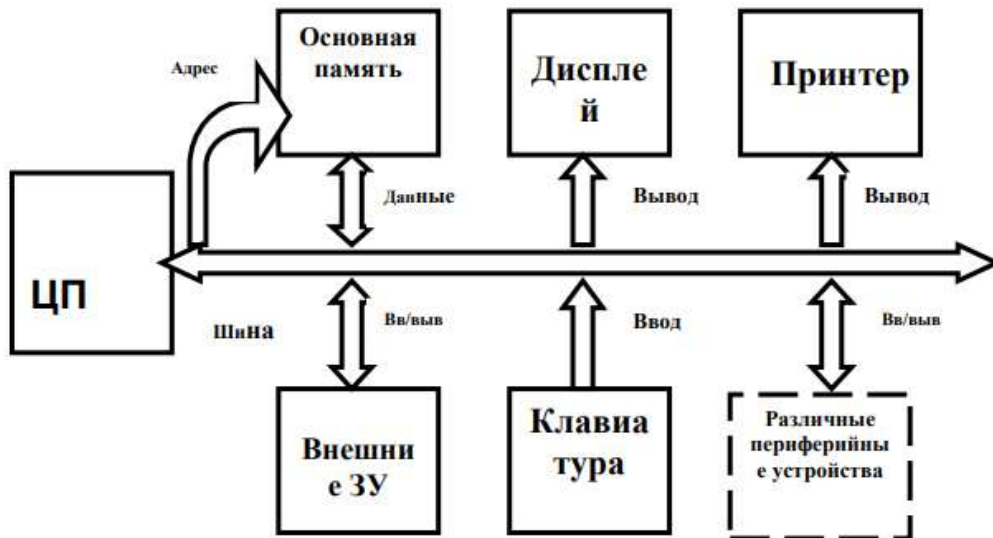 Основная
память
Адрес
Диспле
й
Принтер
Данные
Вывод
Вывод
ЦП
Шина
Вв/выв
Ввод
Вв/выв
Внешни
е ЗУ
Клавиа
тура
Различные
периферийны
е устройства